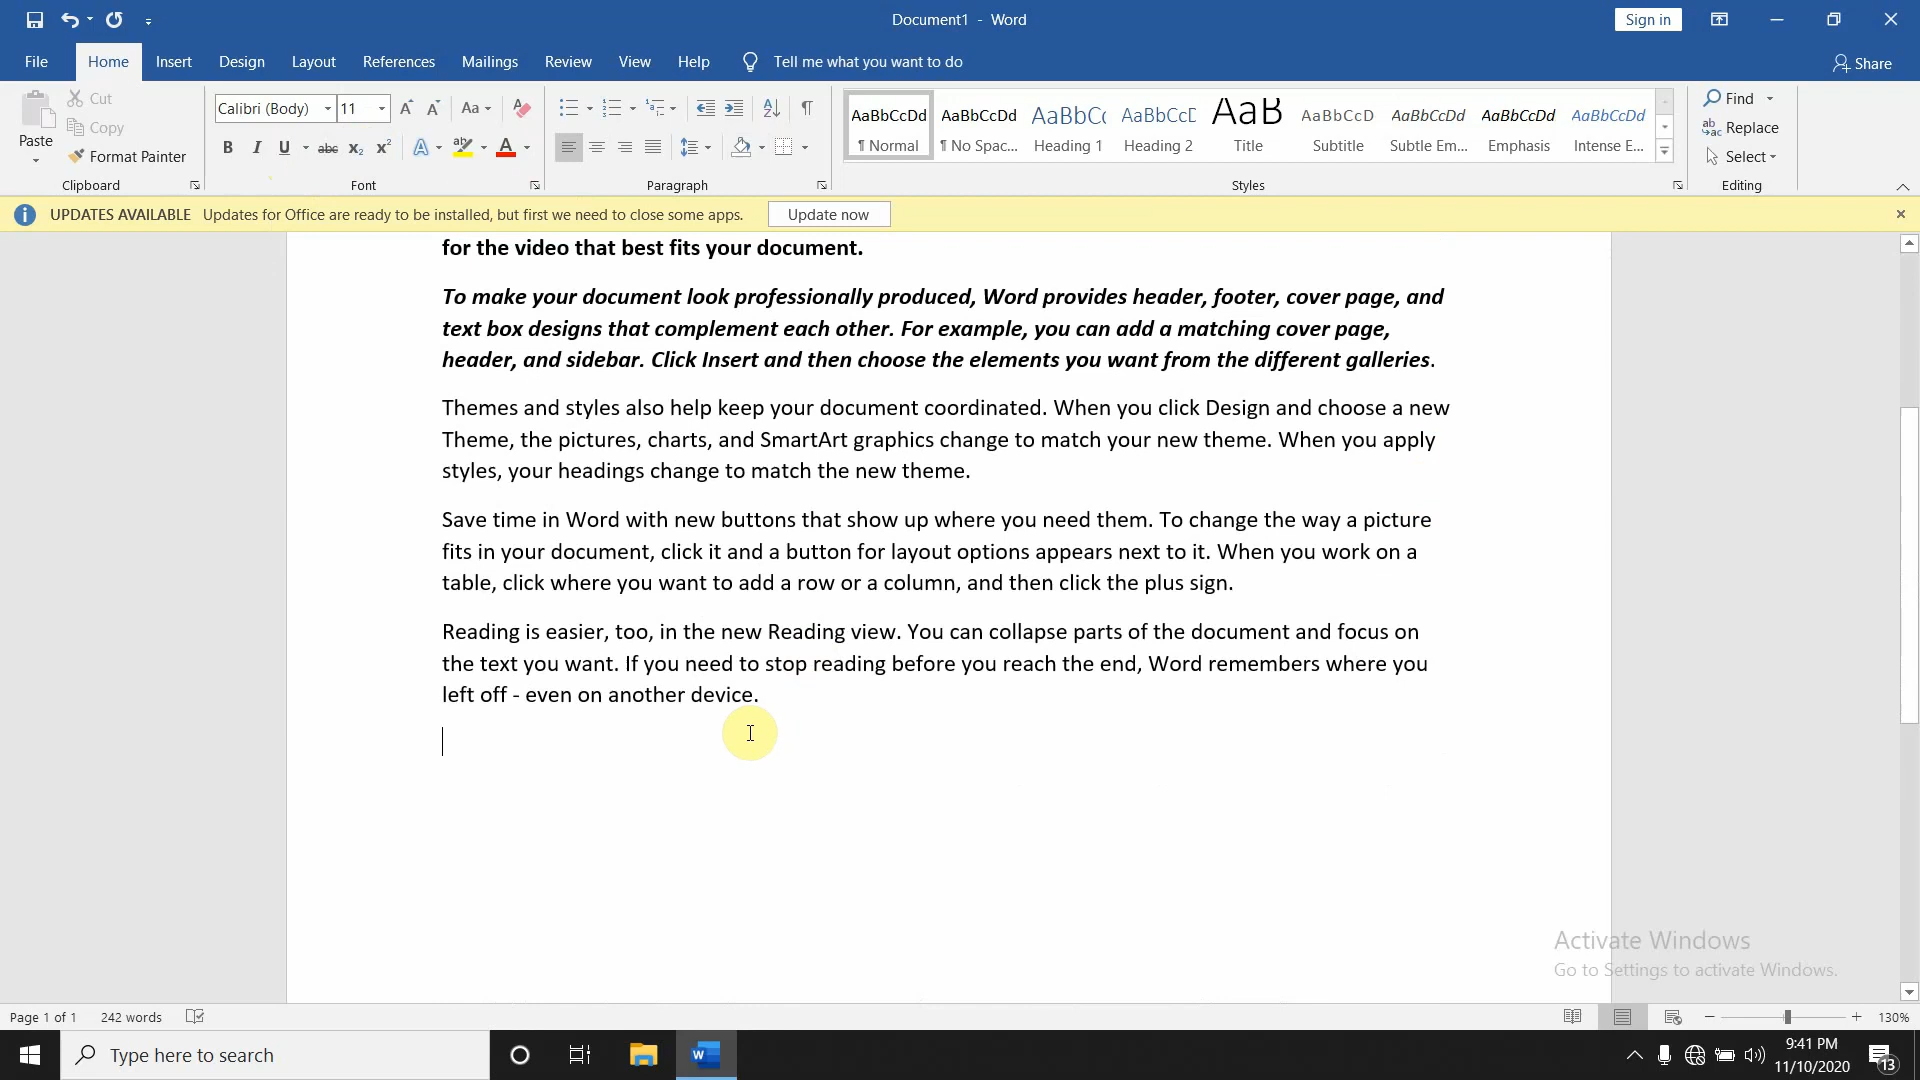 Document1 - Word
Sign in
File Home Insert Design Layout References Mailings Review View Help Tell me what you want to do
Share
Paste
Cut
Copy
Format Painter
Clipboard
Calibri (Body) 11
Font
Paragraph
AaBbCcDd AaBbCcDd AaBbCc AaBbCcD AaB AaBbCcD AaBbCcDd AaBbCcDd AaBbCcDd
¶ Normal ¶ No Spac... Heading 1 Heading 2 Title Subtitle Subtle Em... Emphasis Intense E...
Styles
Find
Replace
Select
Editing
UPDATES AVAILABLE Updates for Office are ready to be installed, but first we need to close some apps. Update now
for the video that best fits your document.
To make your document look professionally produced, Word provides header, footer, cover page, and
text box designs that complement each other. For example, you can add a matching cover page,
header, and sidebar. Click Insert and then choose the elements you want from the different galleries.
Themes and styles also help keep your document coordinated. When you click Design and choose a new
Theme, the pictures, charts, and SmartArt graphics change to match your new theme. When you apply
styles, your headings change to match the new theme.
Save time in Word with new buttons that show up where you need them. To change the way a picture
fits in your document, click it and a button for layout options appears next to it. When you work on a
table, click where you want to add a row or a column, and then click the plus sign.
Reading is easier, too, in the new Reading view. You can collapse parts of the document and focus on
the text you want. If you need to stop reading before you reach the end, Word remembers where you
left off - even on another device.
Activate Windows
Go to Settings to activate Windows.
Page 1 of 1 242 words
130%
Type here to search
9:41 PM
11/10/2020
13